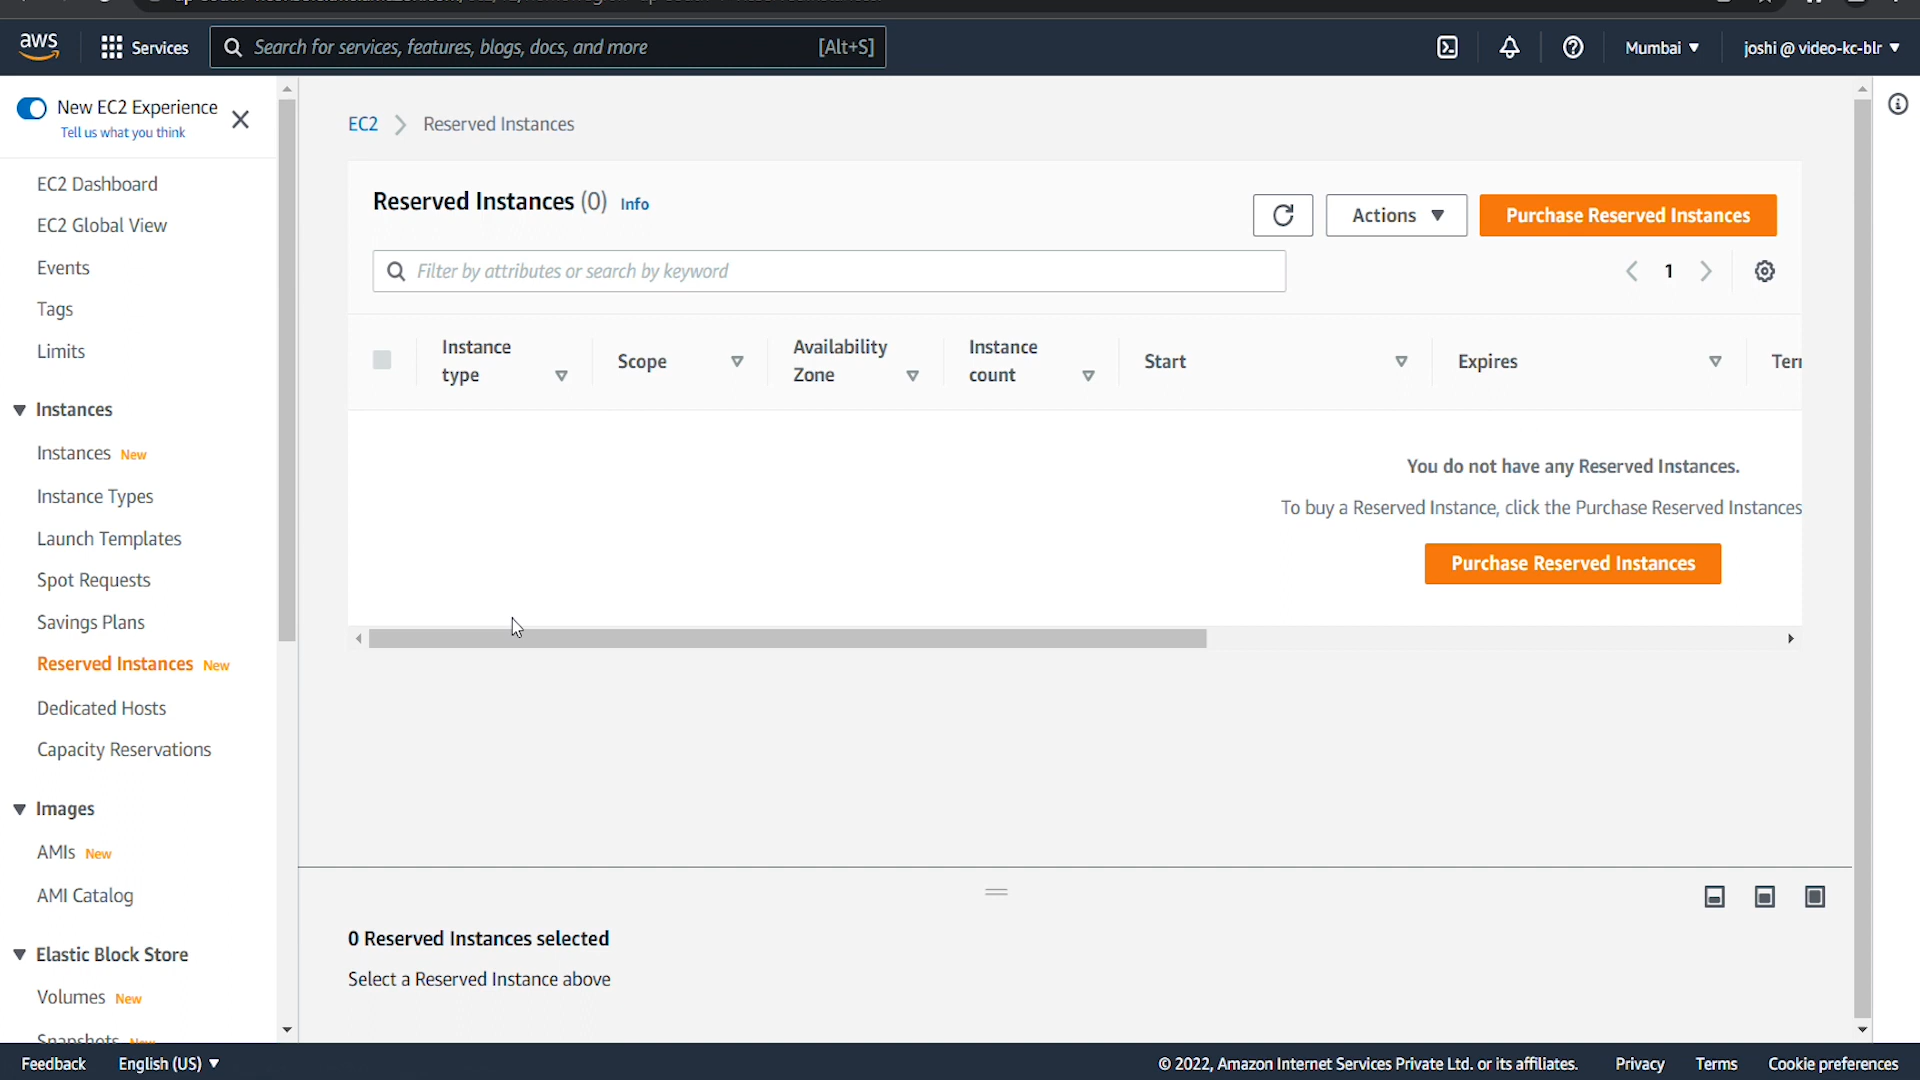 aws
Services
Search for services, features, blogs, docs, and more
[Alt+S]
Mumbai ▼
joshi @ video-kc-blr ▼
New EC2 Experience
Tell us what you think
EC2 Dashboard
EC2 Global View
Events
Tags
Limits
Instances
Instances New
Instance Types
Launch Templates
Spot Requests
Savings Plans
Reserved Instances New
Dedicated Hosts
Capacity Reservations
Images
AMIs New
AMI Catalog
Elastic Block Store
Volumes New
Snapshots New
EC2 > Reserved Instances
Reserved Instances (0) Info
Actions ▼
Purchase Reserved Instances
Filter by attributes or search by keyword
1
Instance type
Scope
Availability Zone
Instance count
Start
Expires
Terr
You do not have any Reserved Instances.
To buy a Reserved Instance, click the Purchase Reserved Instances
Purchase Reserved Instances
0 Reserved Instances selected
Select a Reserved Instance above
Feedback
English (US) ▼
© 2022, Amazon Internet Services Private Ltd. or its affiliates.
Privacy
Terms
Cookie preferences